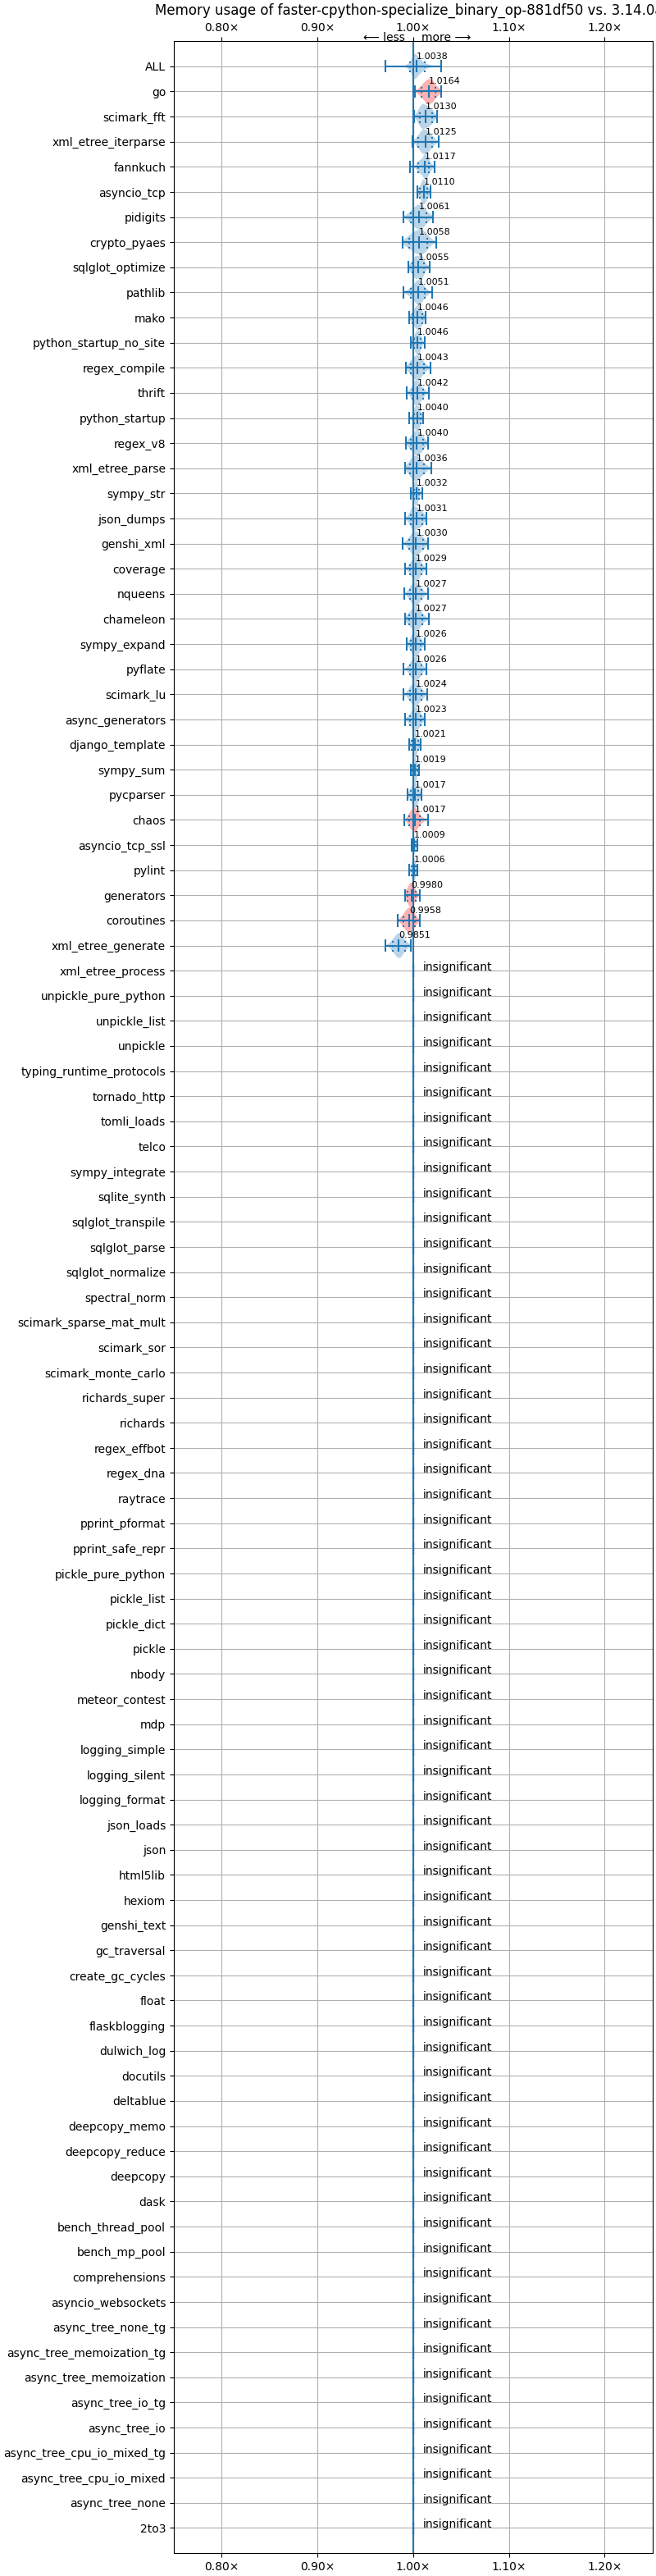 Memory usage of faster-cpython-specialize_binary_op-881df50 vs. 3.14.0
0.80× 0.90× 1.00× 1.10× 1.20×
⟵ less more ⟶
ALL 1.0038
go 1.0164
scimark_fft 1.0130
xml_etree_iterparse 1.0125
fannkuch 1.0117
asyncio_tcp 1.0110
pidigits 1.0061
crypto_pyaes 1.0058
sqlglot_optimize 1.0055
pathlib 1.0051
mako 1.0046
python_startup_no_site 1.0046
regex_compile 1.0043
thrift 1.0042
python_startup 1.0040
regex_v8 1.0040
xml_etree_parse 1.0036
sympy_str 1.0032
json_dumps 1.0031
genshi_xml 1.0030
coverage 1.0029
nqueens 1.0027
chameleon 1.0027
sympy_expand 1.0026
pyflate 1.0026
scimark_lu 1.0024
async_generators 1.0023
django_template 1.0021
sympy_sum 1.0019
pycparser 1.0017
chaos 1.0017
asyncio_tcp_ssl 1.0009
pylint 1.0006
generators 0.9980
coroutines 0.9958
xml_etree_generate 0.9851
xml_etree_process insignificant
unpickle_pure_python insignificant
unpickle_list insignificant
unpickle insignificant
typing_runtime_protocols insignificant
tornado_http insignificant
tomli_loads insignificant
telco insignificant
sympy_integrate insignificant
sqlite_synth insignificant
sqlglot_transpile insignificant
sqlglot_parse insignificant
sqlglot_normalize insignificant
spectral_norm insignificant
scimark_sparse_mat_mult insignificant
scimark_sor insignificant
scimark_monte_carlo insignificant
richards_super insignificant
richards insignificant
regex_effbot insignificant
regex_dna insignificant
raytrace insignificant
pprint_pformat insignificant
pprint_safe_repr insignificant
pickle_pure_python insignificant
pickle_list insignificant
pickle_dict insignificant
pickle insignificant
nbody insignificant
meteor_contest insignificant
mdp insignificant
logging_simple insignificant
logging_silent insignificant
logging_format insignificant
json_loads insignificant
json insignificant
html5lib insignificant
hexiom insignificant
genshi_text insignificant
gc_traversal insignificant
create_gc_cycles insignificant
float insignificant
flaskblogging insignificant
dulwich_log insignificant
docutils insignificant
deltablue insignificant
deepcopy_memo insignificant
deepcopy_reduce insignificant
deepcopy insignificant
dask insignificant
bench_thread_pool insignificant
bench_mp_pool insignificant
comprehensions insignificant
asyncio_websockets insignificant
async_tree_none_tg insignificant
async_tree_memoization_tg insignificant
async_tree_memoization insignificant
async_tree_io_tg insignificant
async_tree_io insignificant
async_tree_cpu_io_mixed_tg insignificant
async_tree_cpu_io_mixed insignificant
async_tree_none insignificant
2to3 insignificant
0.80× 0.90× 1.00× 1.10× 1.20×